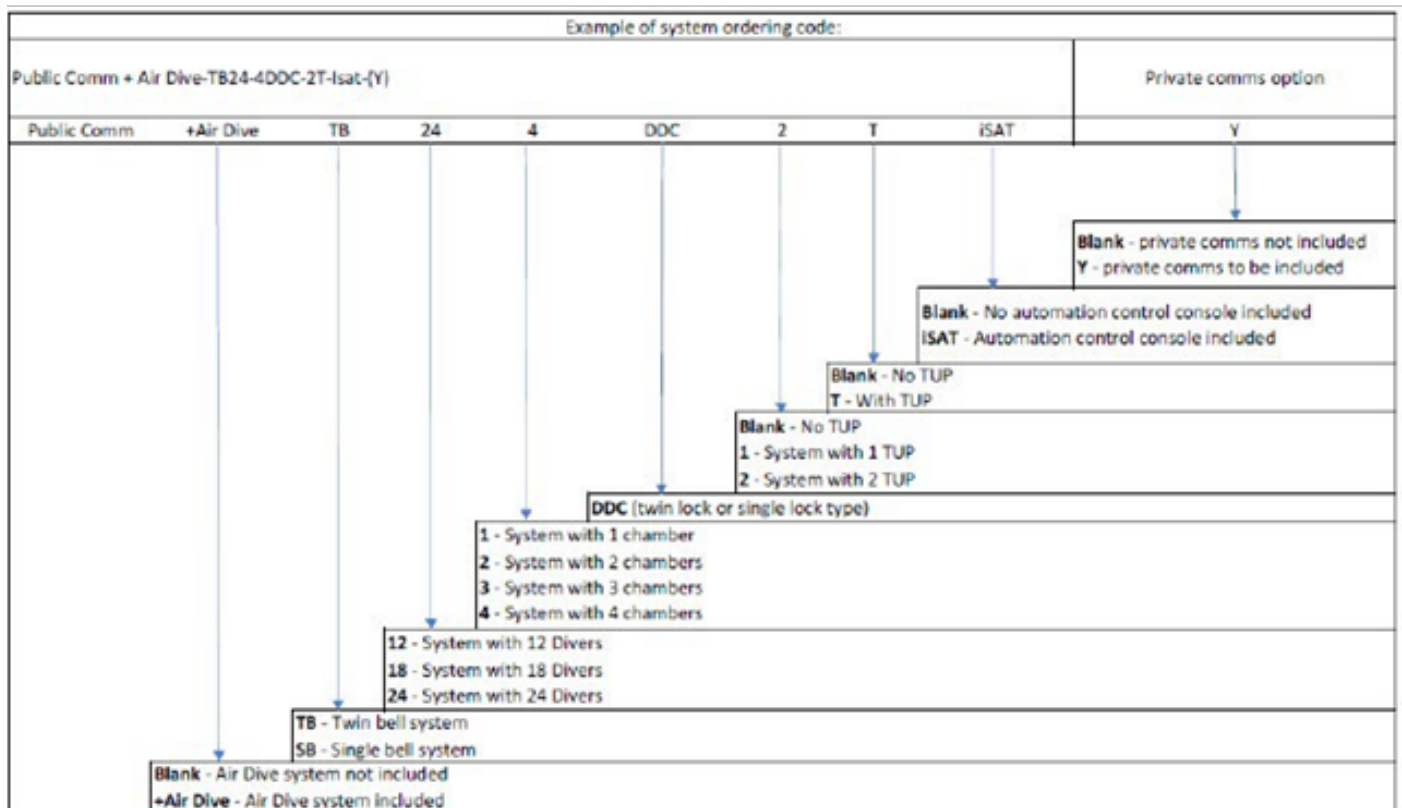 Example of system ordering code:
Public Comm + Air Dive-TB24-4DDC-2T-Isat-(Y)
Private comms option
Public Comm +Air Dive TB 24 4 DDC 2 T iSAT Y
Blank - private comms not included
Y - private comms to be included
Blank - No automation control console included
iSAT - Automation control console included
Blank - No TUP
T - With TUP
Blank - No TUP
1 - System with 1 TUP
2 - System with 2 TUP
DDC (twin lock or single lock type)
1 - System with 1 chamber
2 - System with 2 chambers
3 - System with 3 chambers
4 - System with 4 chambers
12 - System with 12 Divers
18 - System with 18 Divers
24 - System with 24 Divers
TB - Twin bell system
SB - Single bell system
Blank - Air Dive system not included
+Air Dive - Air Dive system included